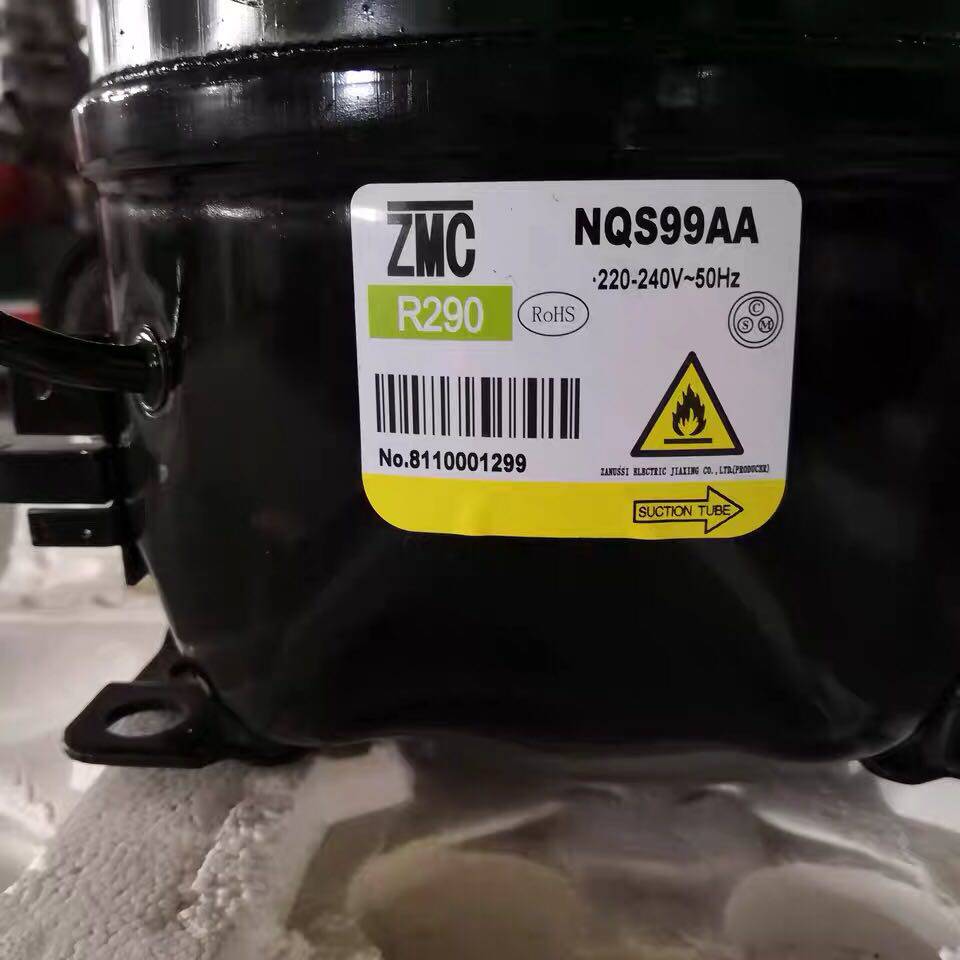 ZMC
NQS99AA
220-240V~50Hz
R290
RoHS
C
S M
No.8110001299
ZANUSSI ELECTRIC JIAXING CO.,LTD.(PRODUCER)
SUCTION TUBE